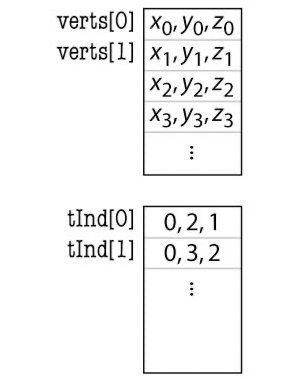 verts[0] x₀,y₀,z₀
verts[1] x₁,y₁,z₁
x₂,y₂,z₂
x₃,y₃,z₃
⋮
tInd[0] 0,2,1
tInd[1] 0,3,2
⋮